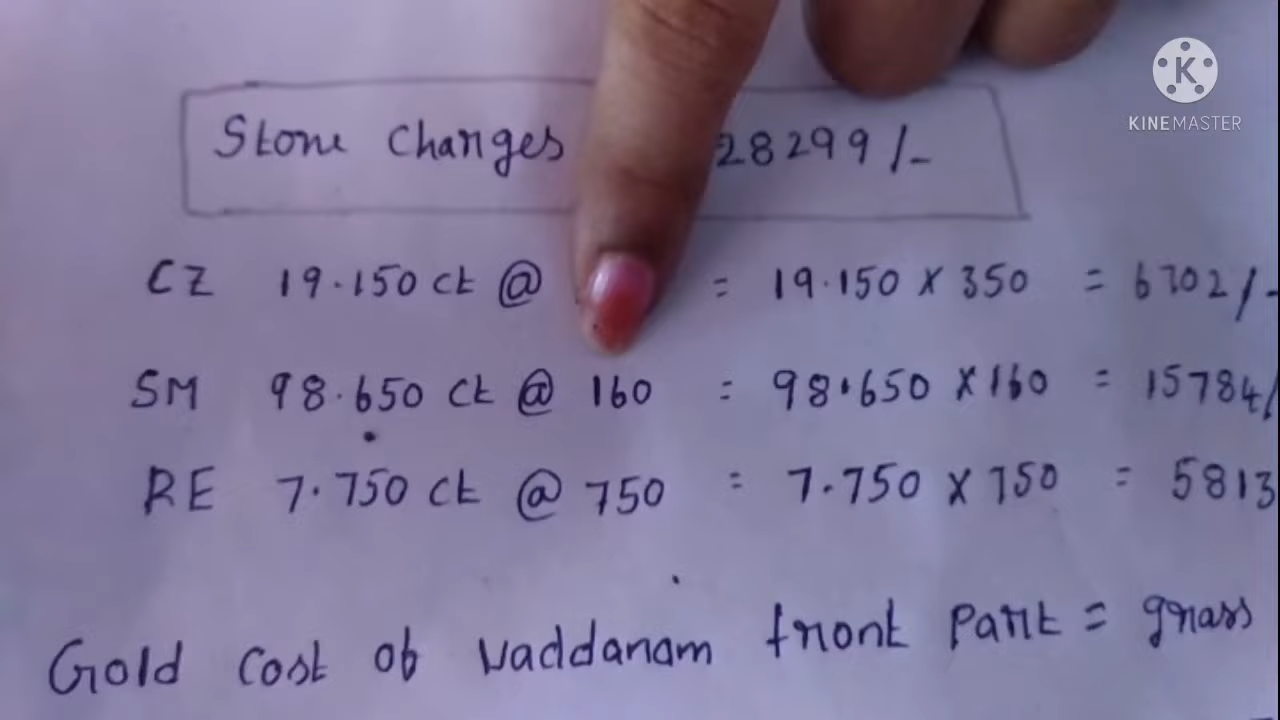 KINEMASTER
Stone Changes 28299/-
CZ 19.150 ct @ = 19.150 x 350 = 6702/-
SM 98.650 ct @ 160 = 98.650 x 160 = 15784/
RE 7.750 ct @ 750 = 7.750 x 750 = 5813
Gold cost of vaddanam front part = grass